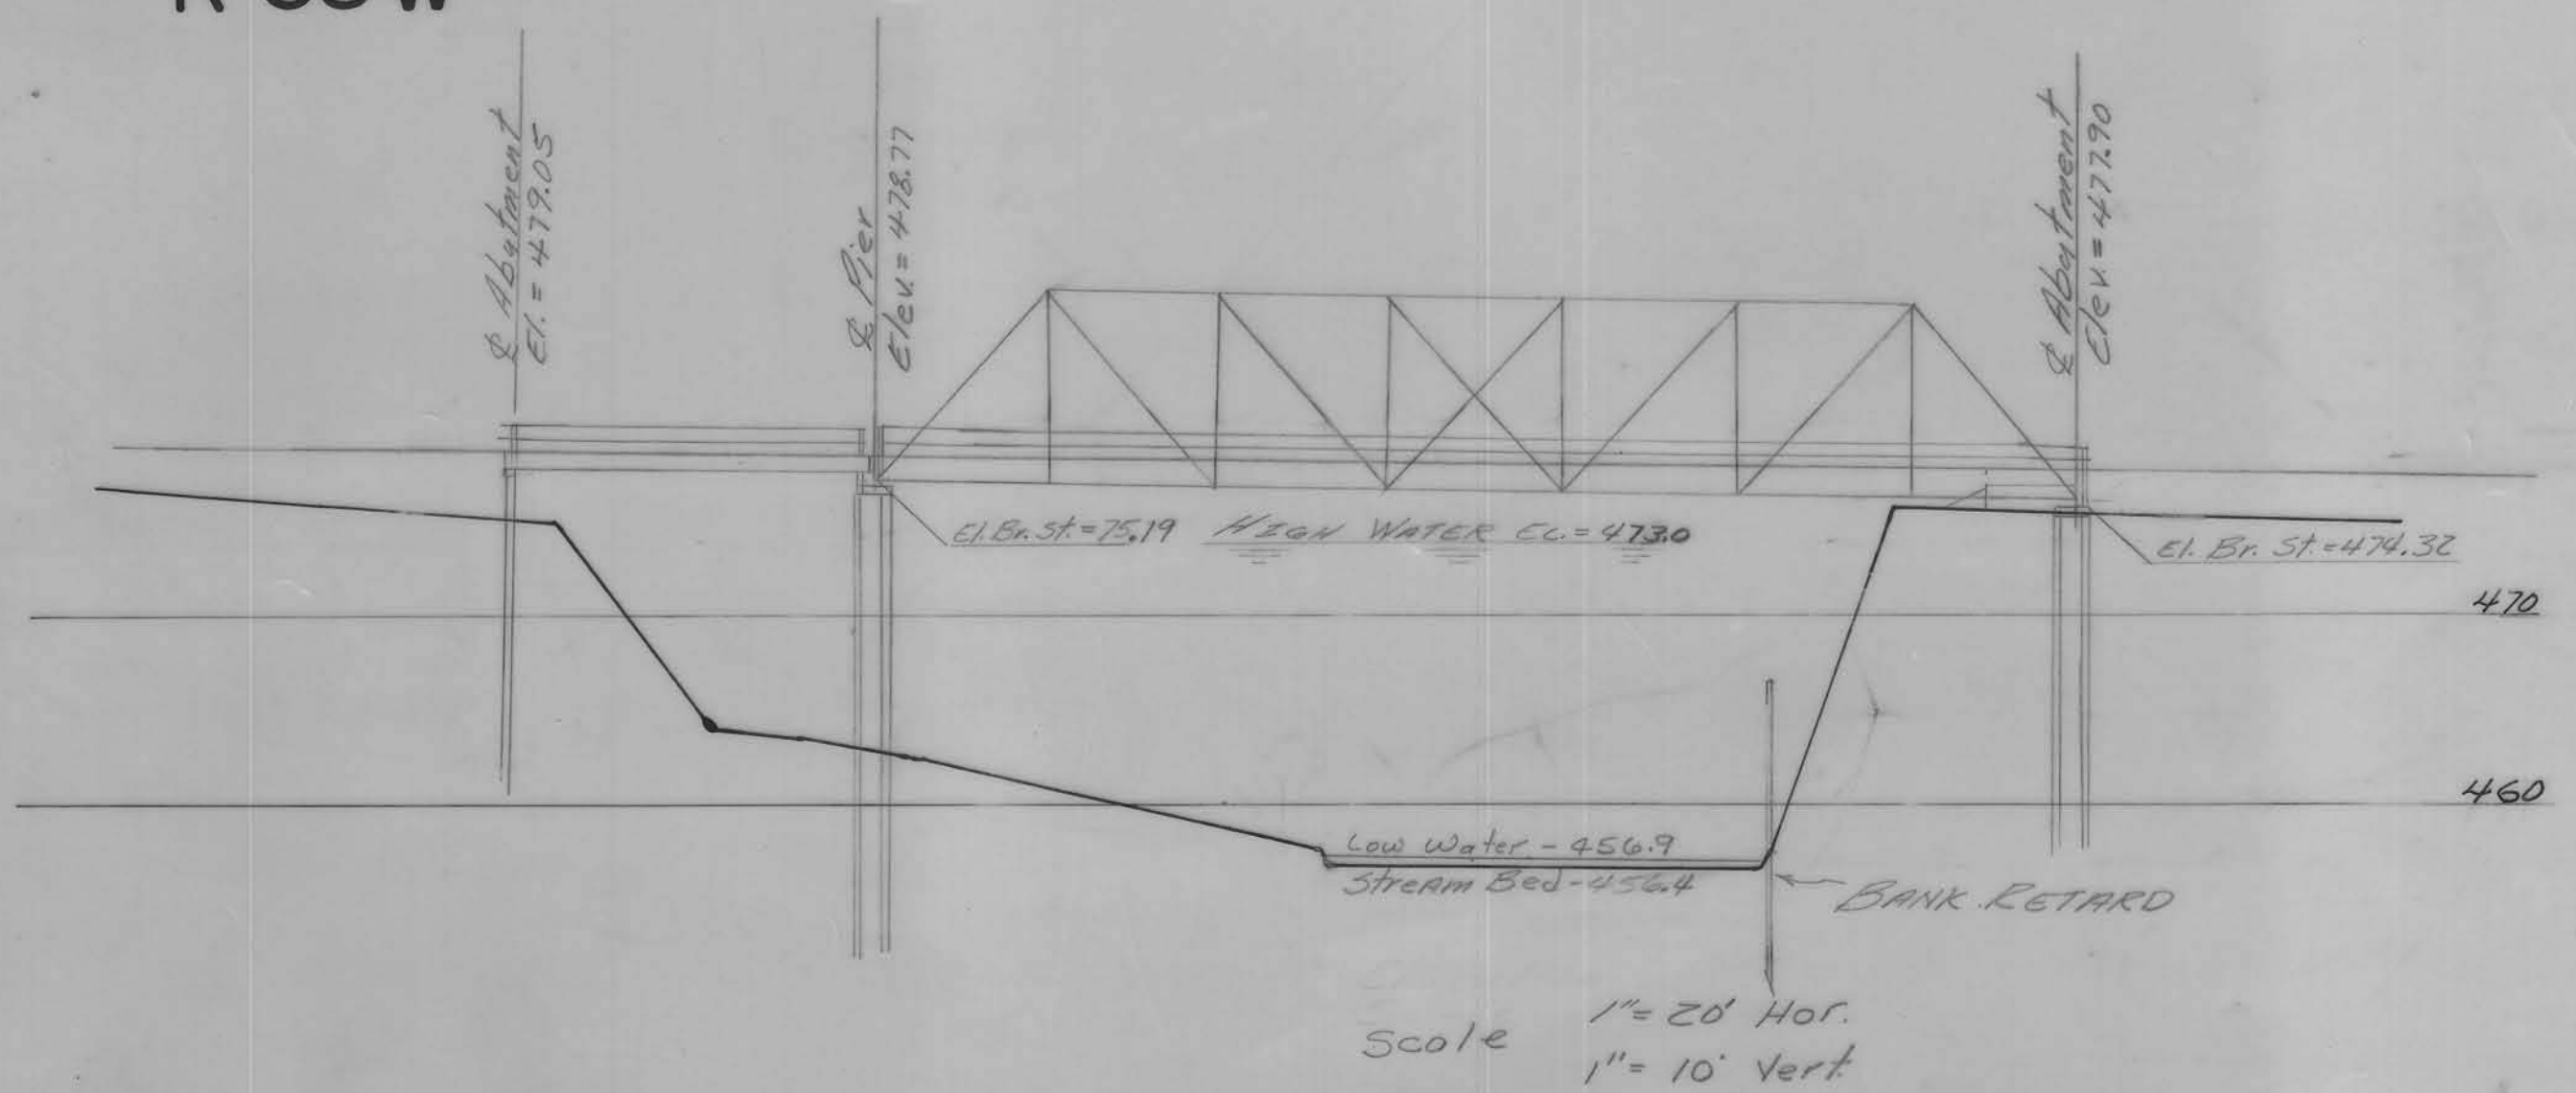 ℄ Abutment
El. = 479.05
℄ Pier
Elev. = 478.77
℄ Abutment
Elev. = 477.90
El. Br. St. = 75.19
HIGH WATER EL. = 473.0
El. Br. St. = 474.32
470
460
Low Water - 456.9
Stream Bed - 456.4
BANK RETARD
Scale
1" = 20' Hor.
1" = 10' Vert.